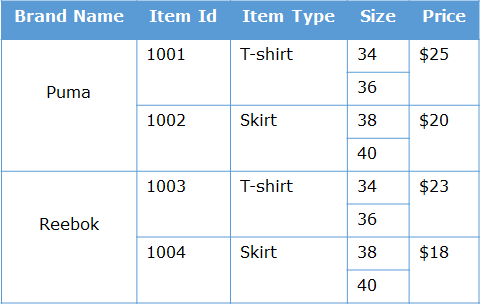 Brand Name Item Id Item Type Size Price
1001 T-shirt 34 $25
36
Puma
1002 Skirt 38 $20
40
1003 T-shirt 34 $23
36
Reebok
1004 Skirt 38 $18
40